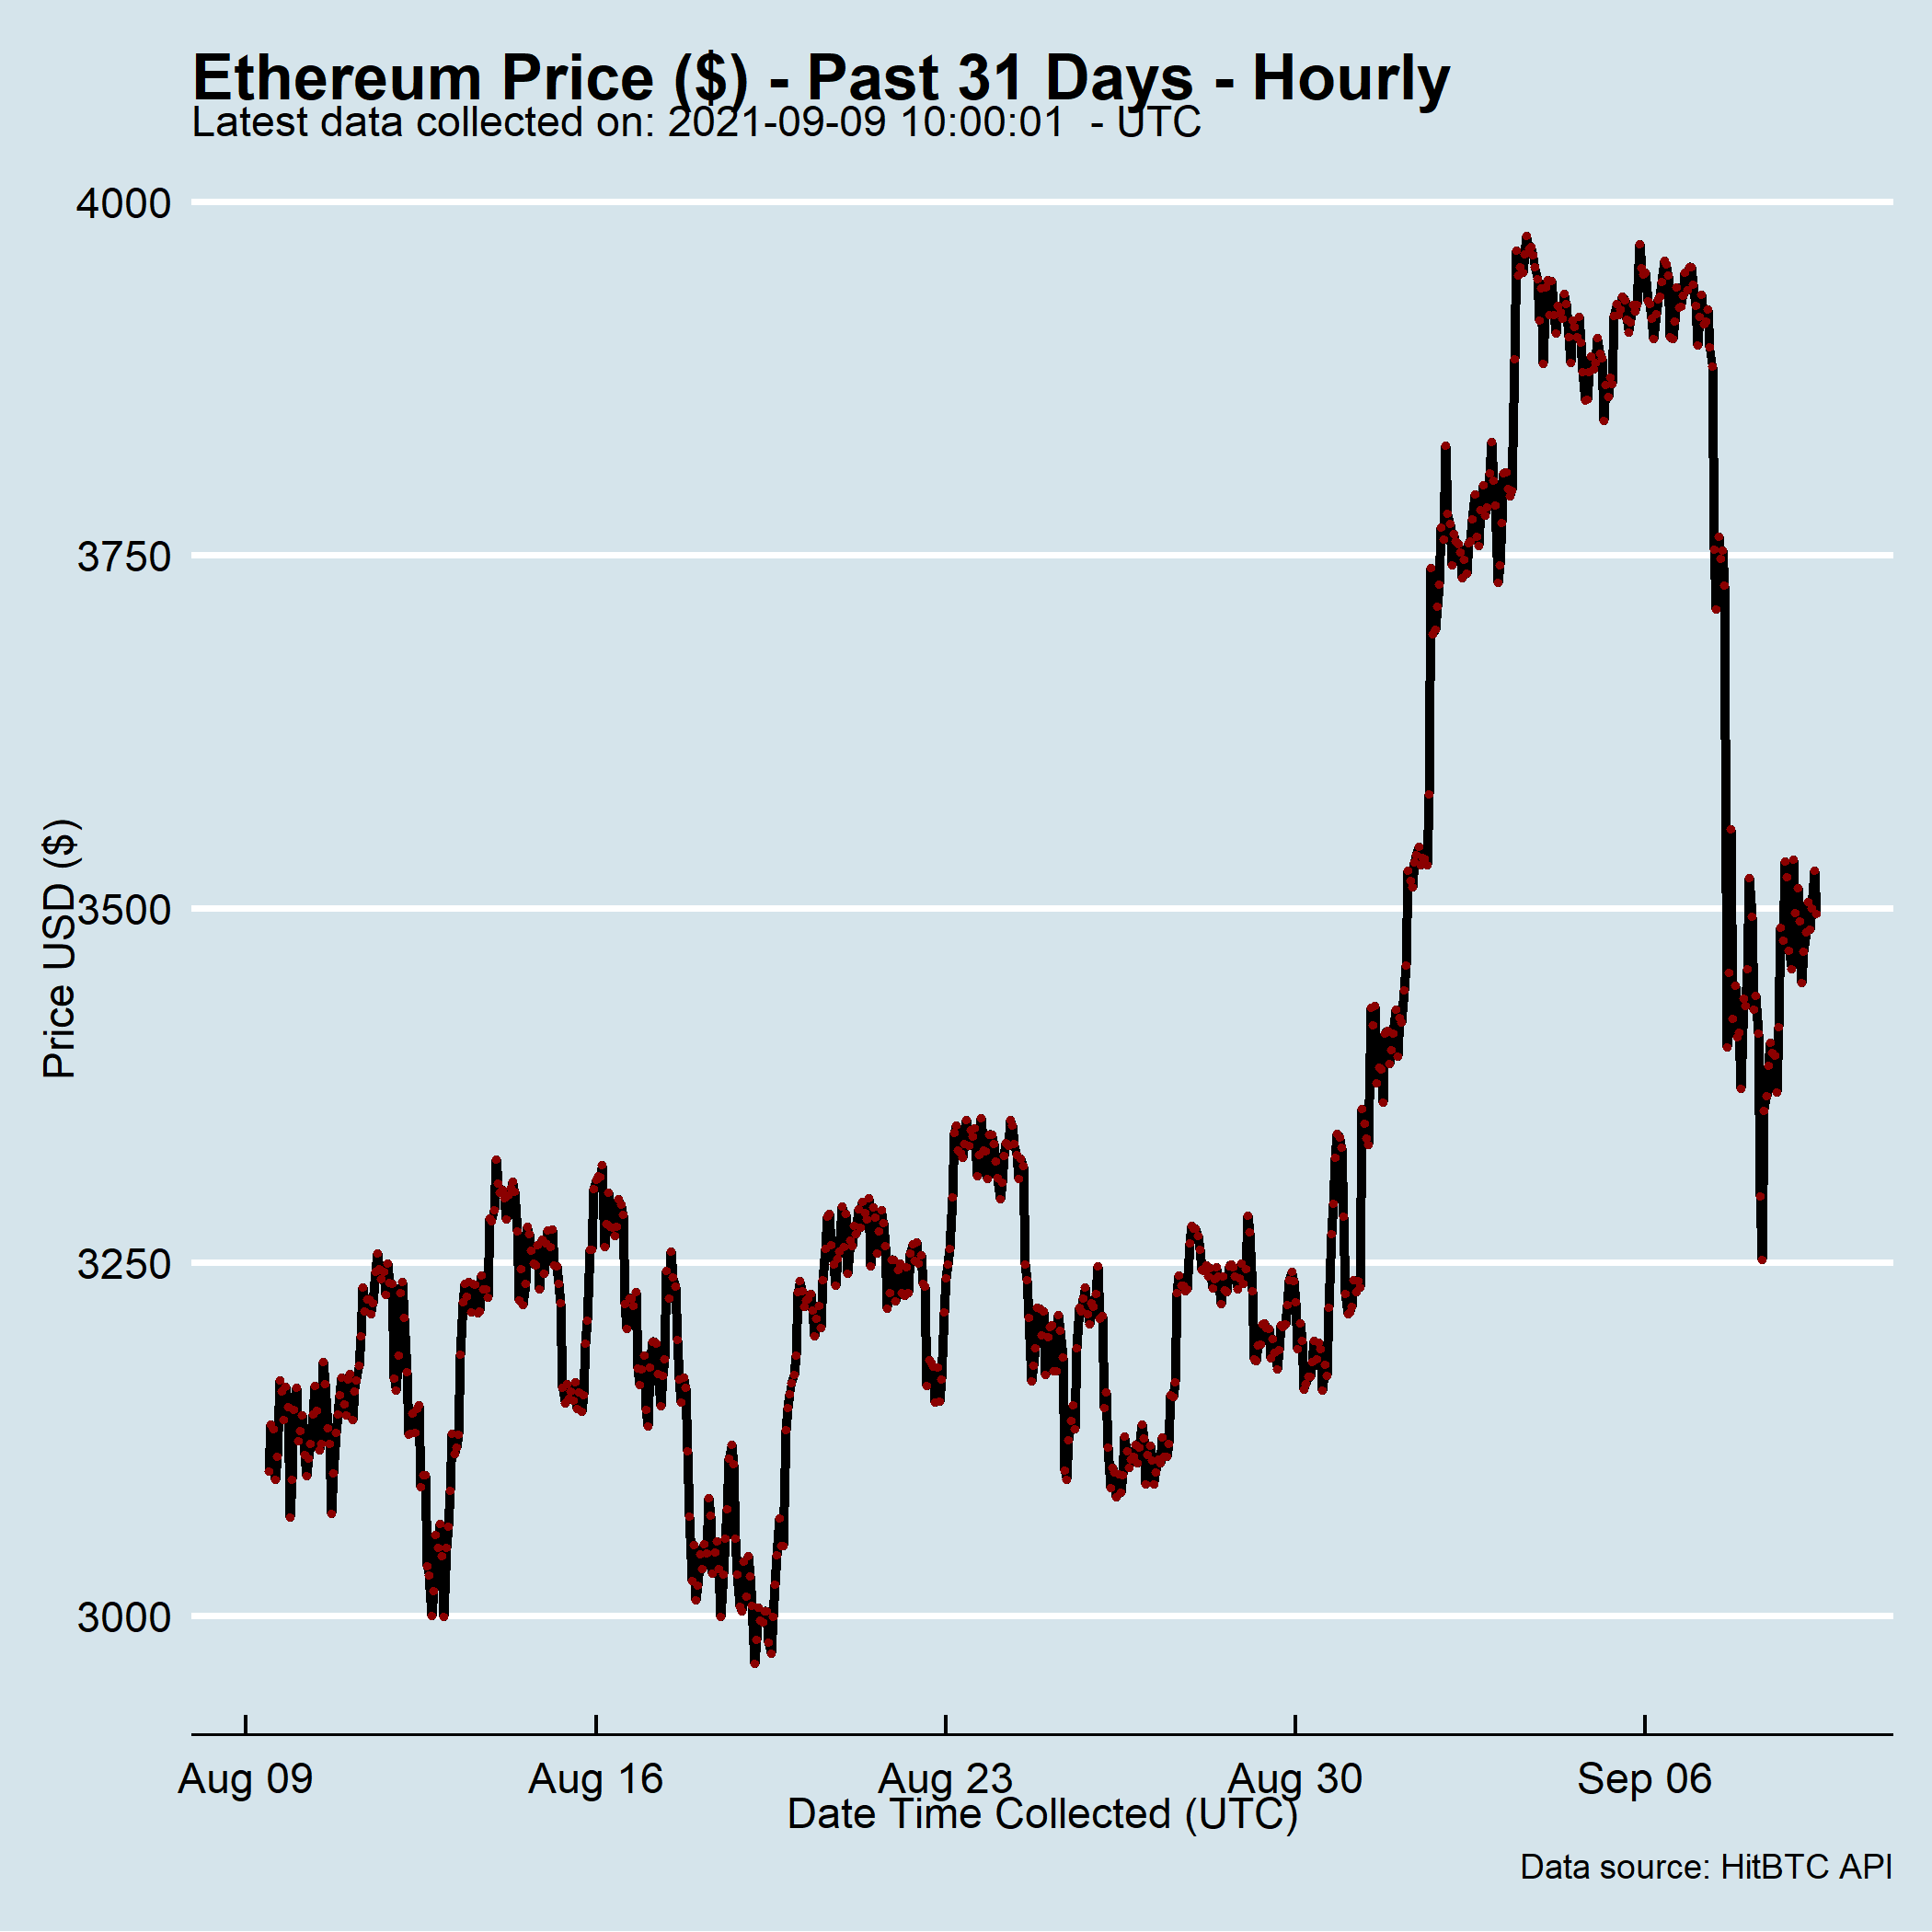 Ethereum Price ($) - Past 31 Days - Hourly
Latest data collected on: 2021-09-09 10:00:01  - UTC
4000
3750
3500
3250
3000
Price USD ($)
Aug 09
Aug 16
Aug 23
Aug 30
Sep 06
Date Time Collected (UTC)
Data source: HitBTC API